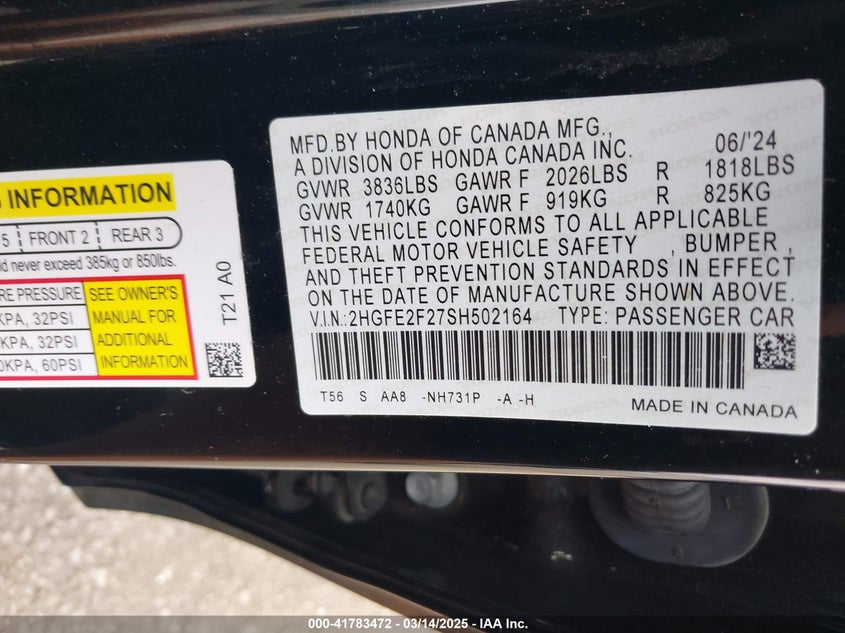 MFD.BY HONDA OF CANADA MFG., 06/'24
A DIVISION OF HONDA CANADA INC.
GVWR 3836LBS GAWR F 2026LBS R 1818LBS
GVWR 1740KG GAWR F 919KG R 825KG
THIS VEHICLE CONFORMS TO ALL APPLICABLE
FEDERAL MOTOR VEHICLE SAFETY , BUMPER ,
AND THEFT PREVENTION STANDARDS IN EFFECT
ON THE DATE OF MANUFACTURE SHOWN ABOVE.
V.I.N.:2HGFE2F27SH502164 TYPE: PASSENGER CAR
T56 S AA8 -NH731P -A -H
MADE IN CANADA
INFORMATION
5 FRONT 2 REAR 3
never exceed 385kg or 850lbs.
PRESSURE
KPA, 32PSI
KPA, 32PSI
0KPA, 60PSI
SEE OWNER'S
MANUAL FOR
ADDITIONAL
INFORMATION
T21 A0
000-41783472 - 03/14/2025 - IAA Inc.